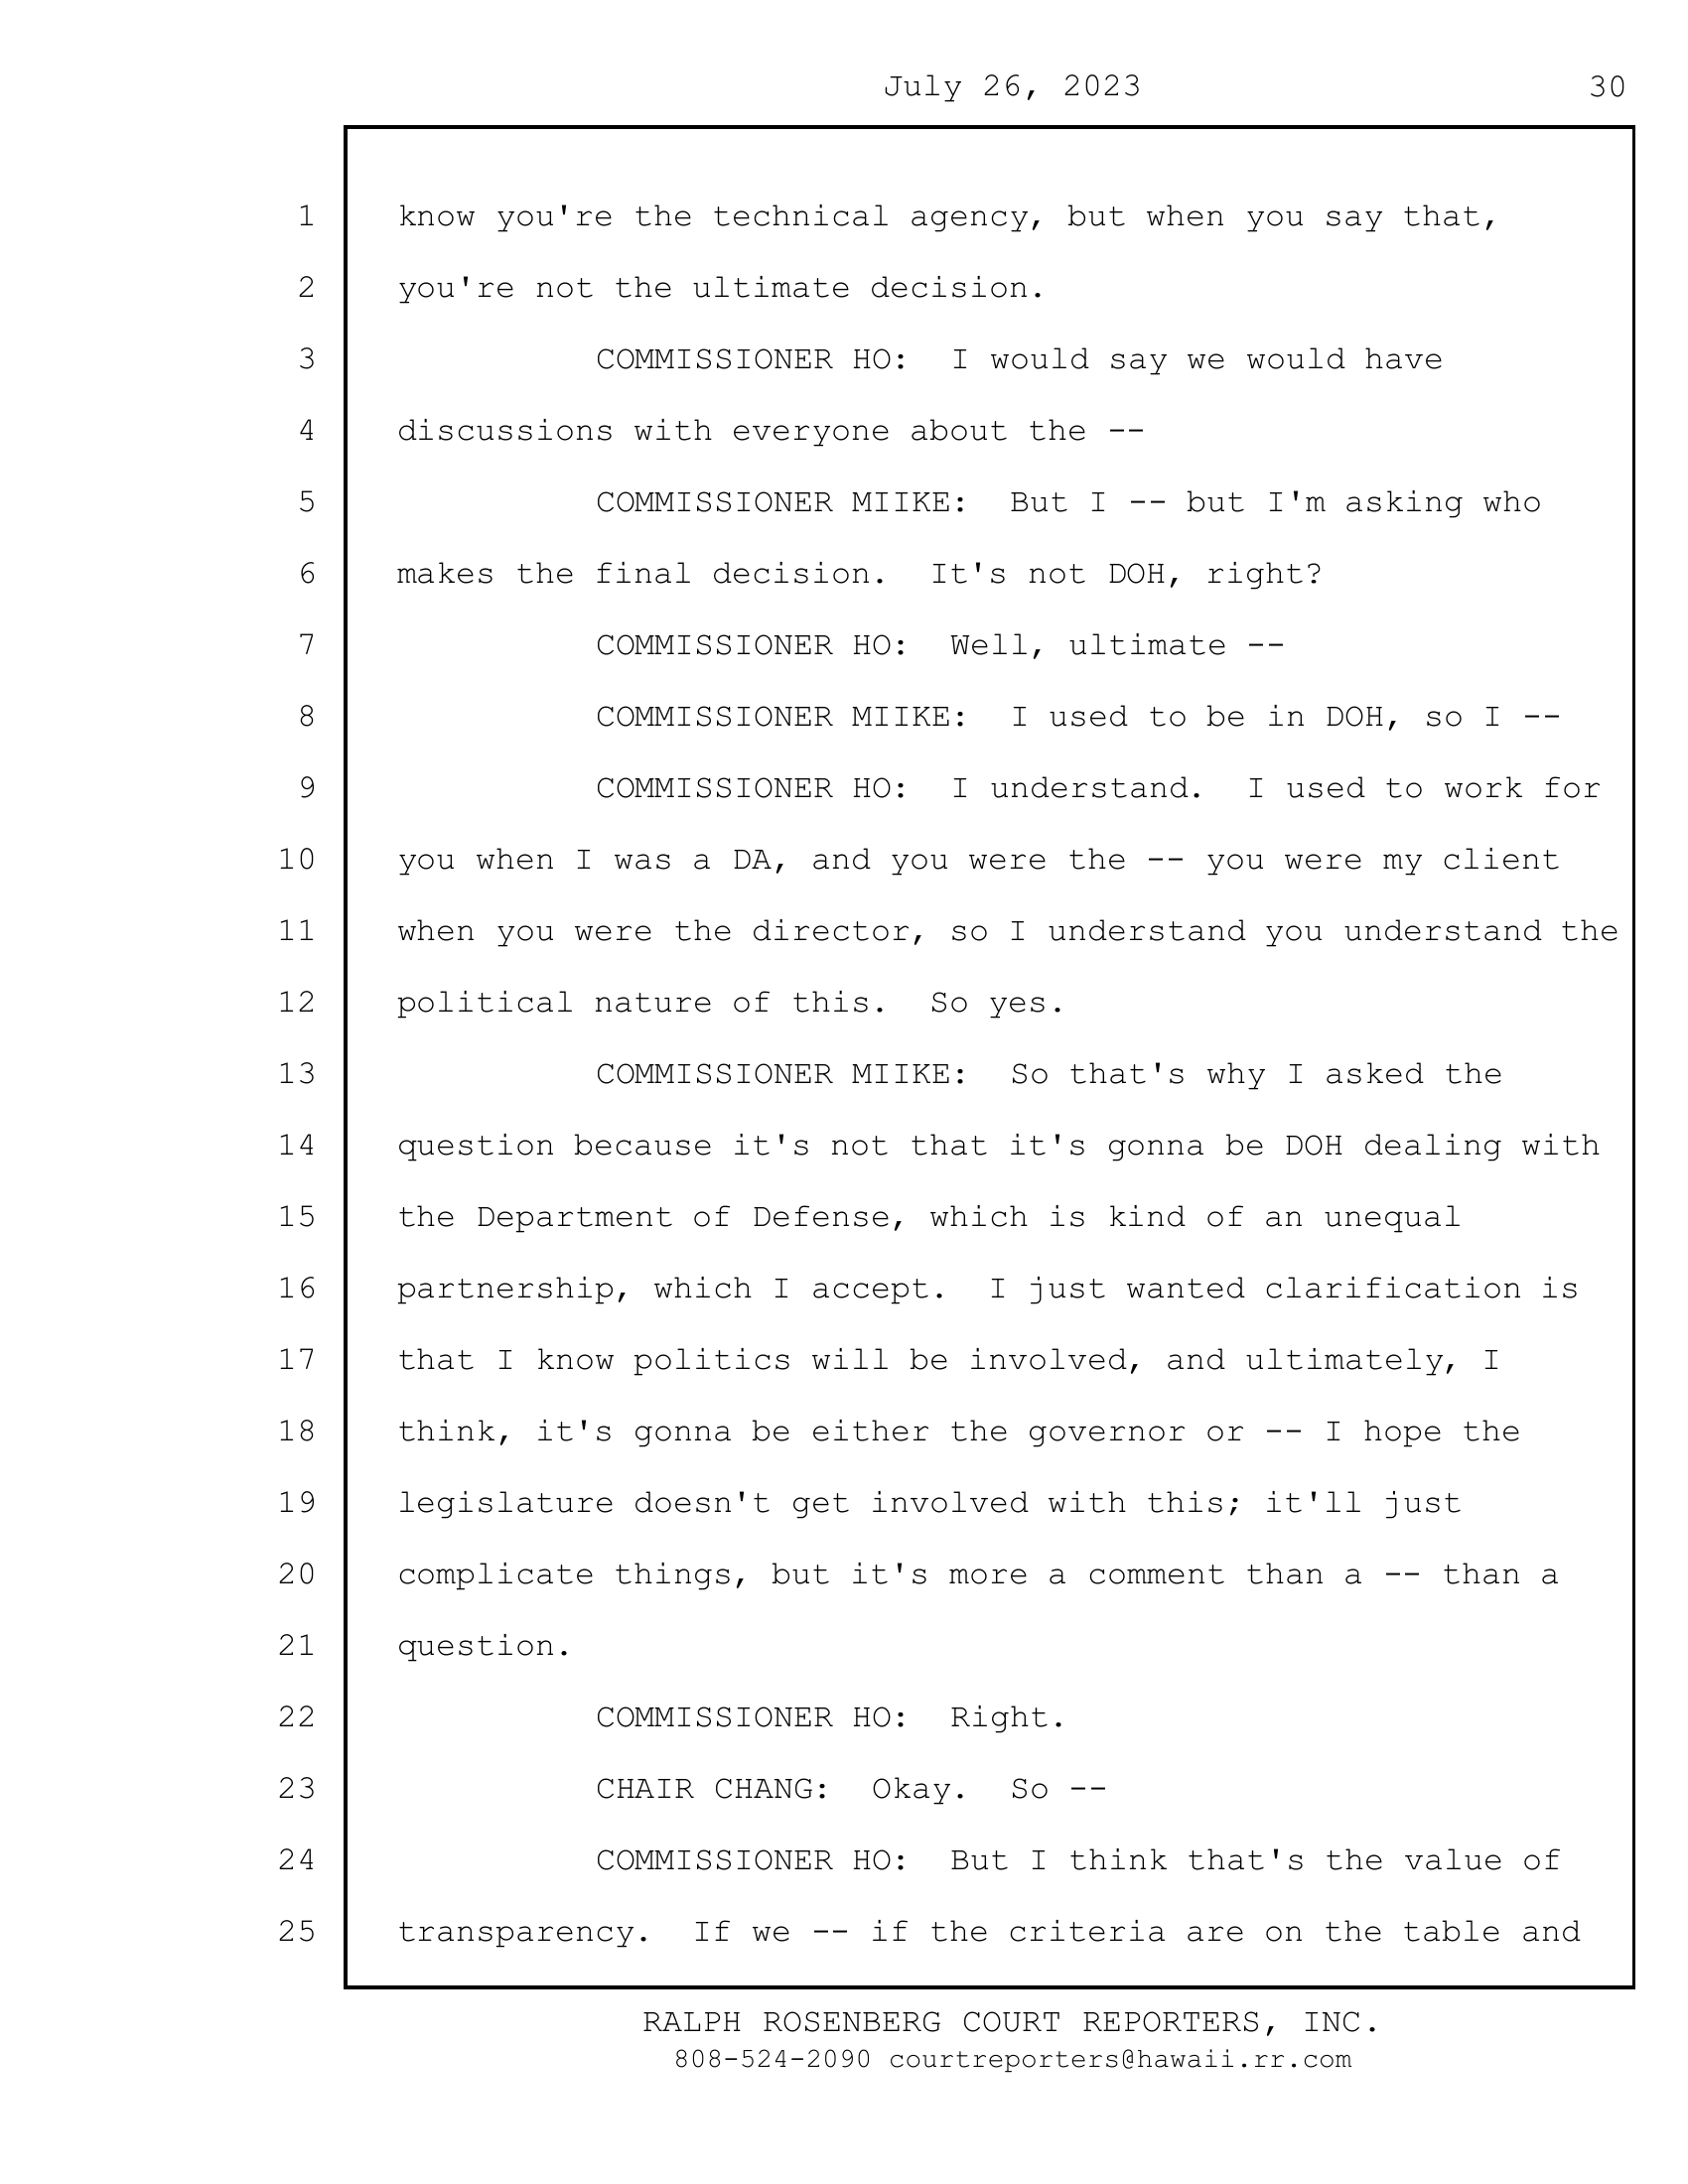 July 26, 2023 30
1 know you're the technical agency, but when you say that,
2 you're not the ultimate decision.
3 COMMISSIONER HO:  I would say we would have
4 discussions with everyone about the --
5 COMMISSIONER MIIKE:  But I -- but I'm asking who
6 makes the final decision.  It's not DOH, right?
7 COMMISSIONER HO:  Well, ultimate --
8 COMMISSIONER MIIKE:  I used to be in DOH, so I --
9 COMMISSIONER HO:  I understand.  I used to work for
10 you when I was a DA, and you were the -- you were my client
11 when you were the director, so I understand you understand the
12 political nature of this.  So yes.
13 COMMISSIONER MIIKE:  So that's why I asked the
14 question because it's not that it's gonna be DOH dealing with
15 the Department of Defense, which is kind of an unequal
16 partnership, which I accept.  I just wanted clarification is
17 that I know politics will be involved, and ultimately, I
18 think, it's gonna be either the governor or -- I hope the
19 legislature doesn't get involved with this; it'll just
20 complicate things, but it's more a comment than a -- than a
21 question.
22 COMMISSIONER HO:  Right.
23 CHAIR CHANG:  Okay.  So --
24 COMMISSIONER HO:  But I think that's the value of
25 transparency.  If we -- if the criteria are on the table and
RALPH ROSENBERG COURT REPORTERS, INC.
808-524-2090 courtreporters@hawaii.rr.com